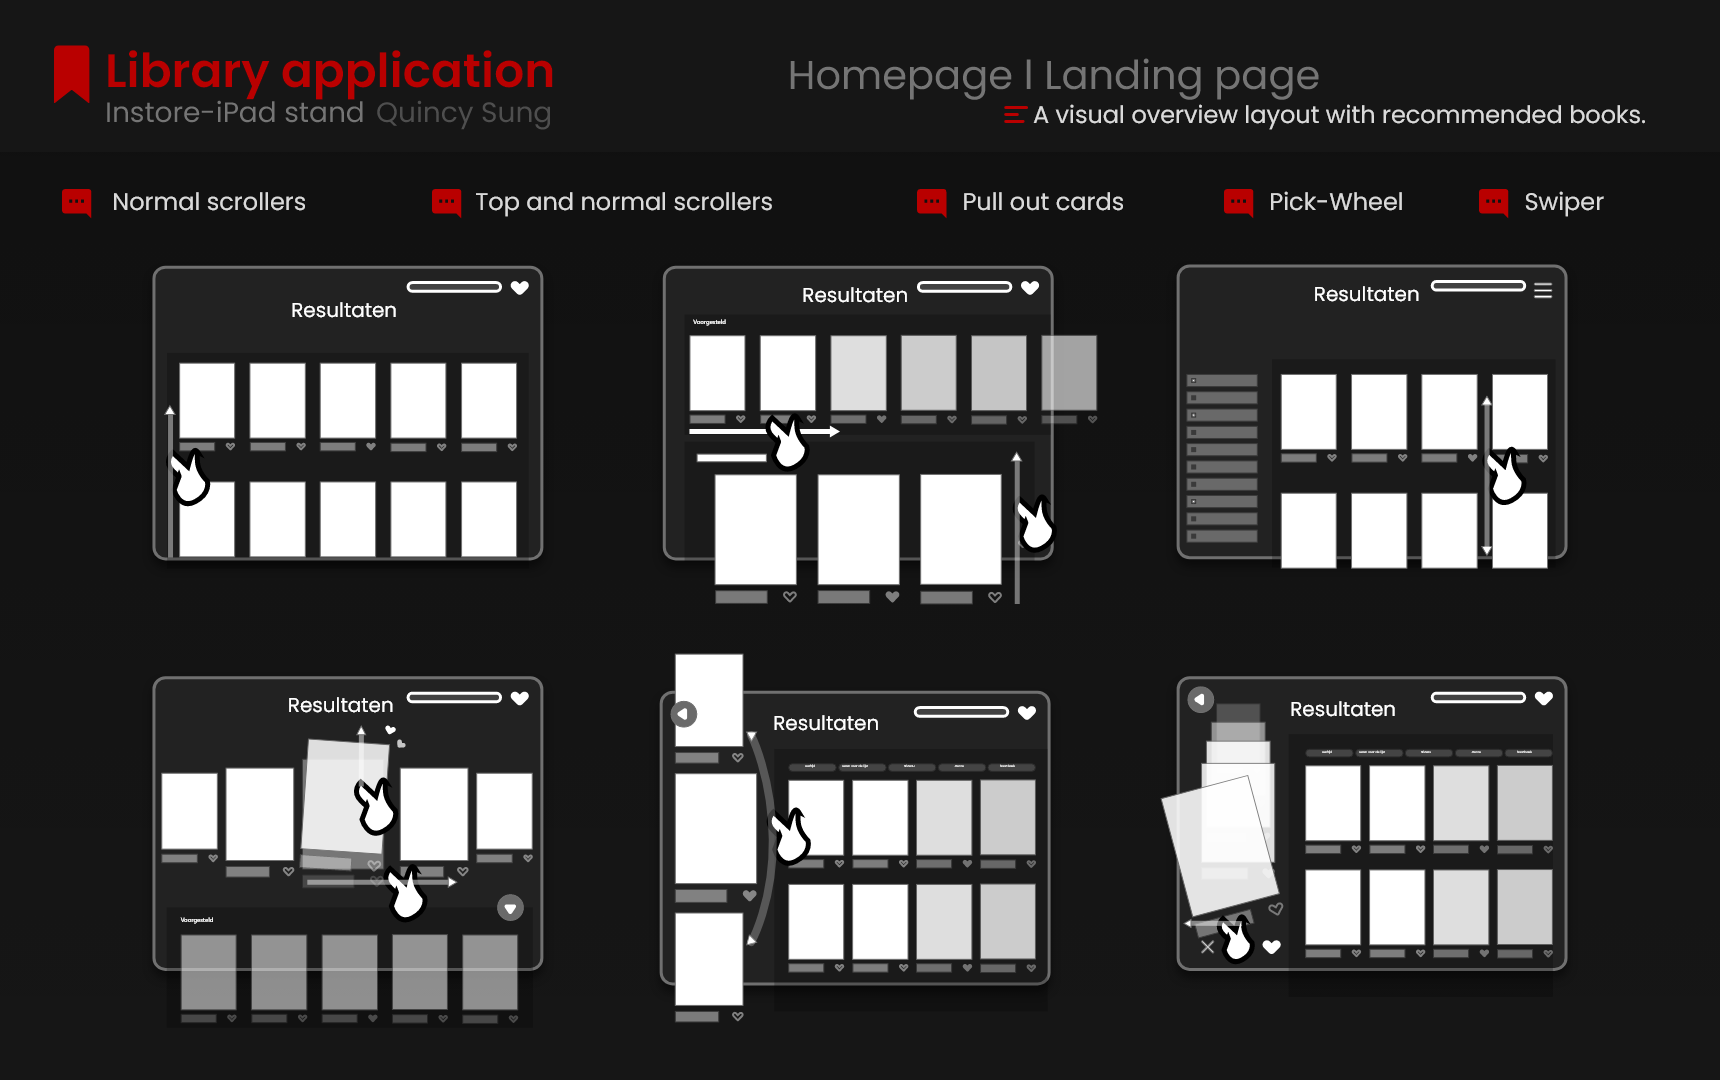 Library application
Instore-iPad stand Quincy Sung
Homepage | Landing page
A visual overview layout with recommended books.
Normal scrollers
Top and normal scrollers
Pull out cards
Pick-Wheel
Swiper
Resultaten
Resultaten
Voorgesteld
Resultaten
Resultaten
Voorgesteld
Resultaten
Resultaten